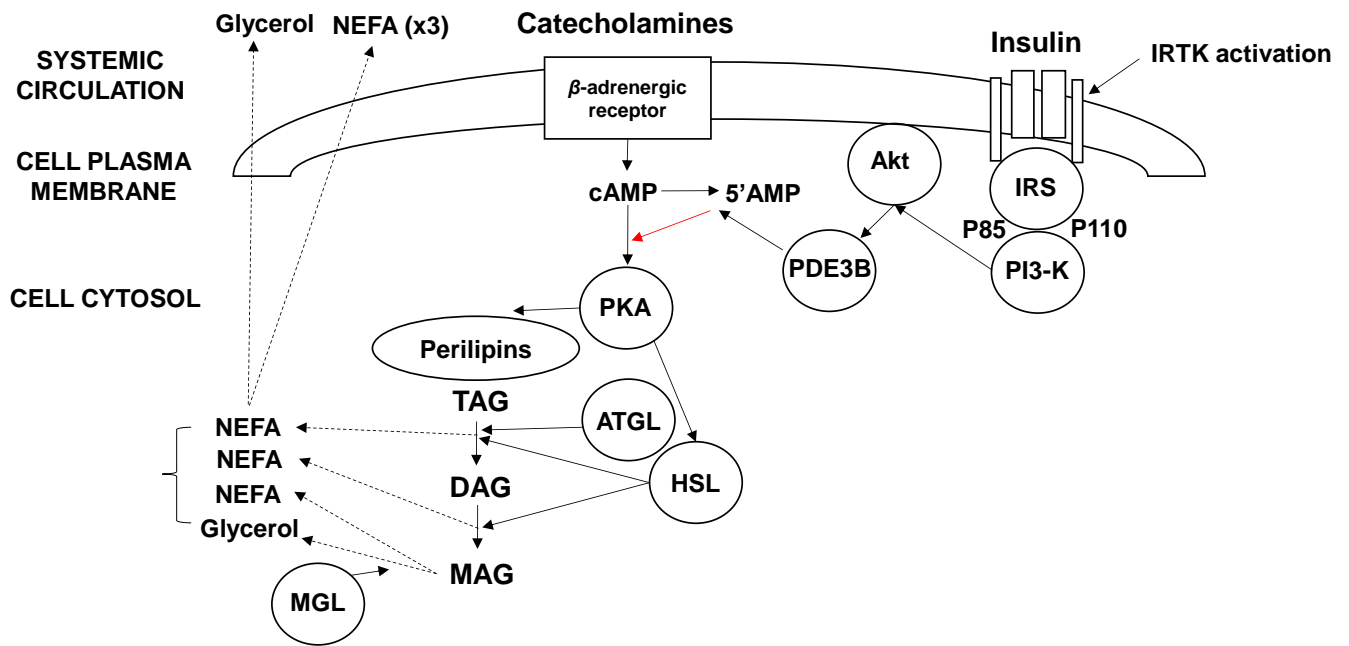 Glycerol
NEFA (x3)
Catecholamines
Insulin
IRTK activation
SYSTEMIC
CIRCULATION
β-adrenergic
receptor
CELL PLASMA
MEMBRANE
cAMP
5’AMP
Akt
IRS
P85
P110
PDE3B
PI3-K
CELL CYTOSOL
PKA
Perilipins
TAG
ATGL
NEFA
NEFA
NEFA
Glycerol
DAG
HSL
MAG
MGL